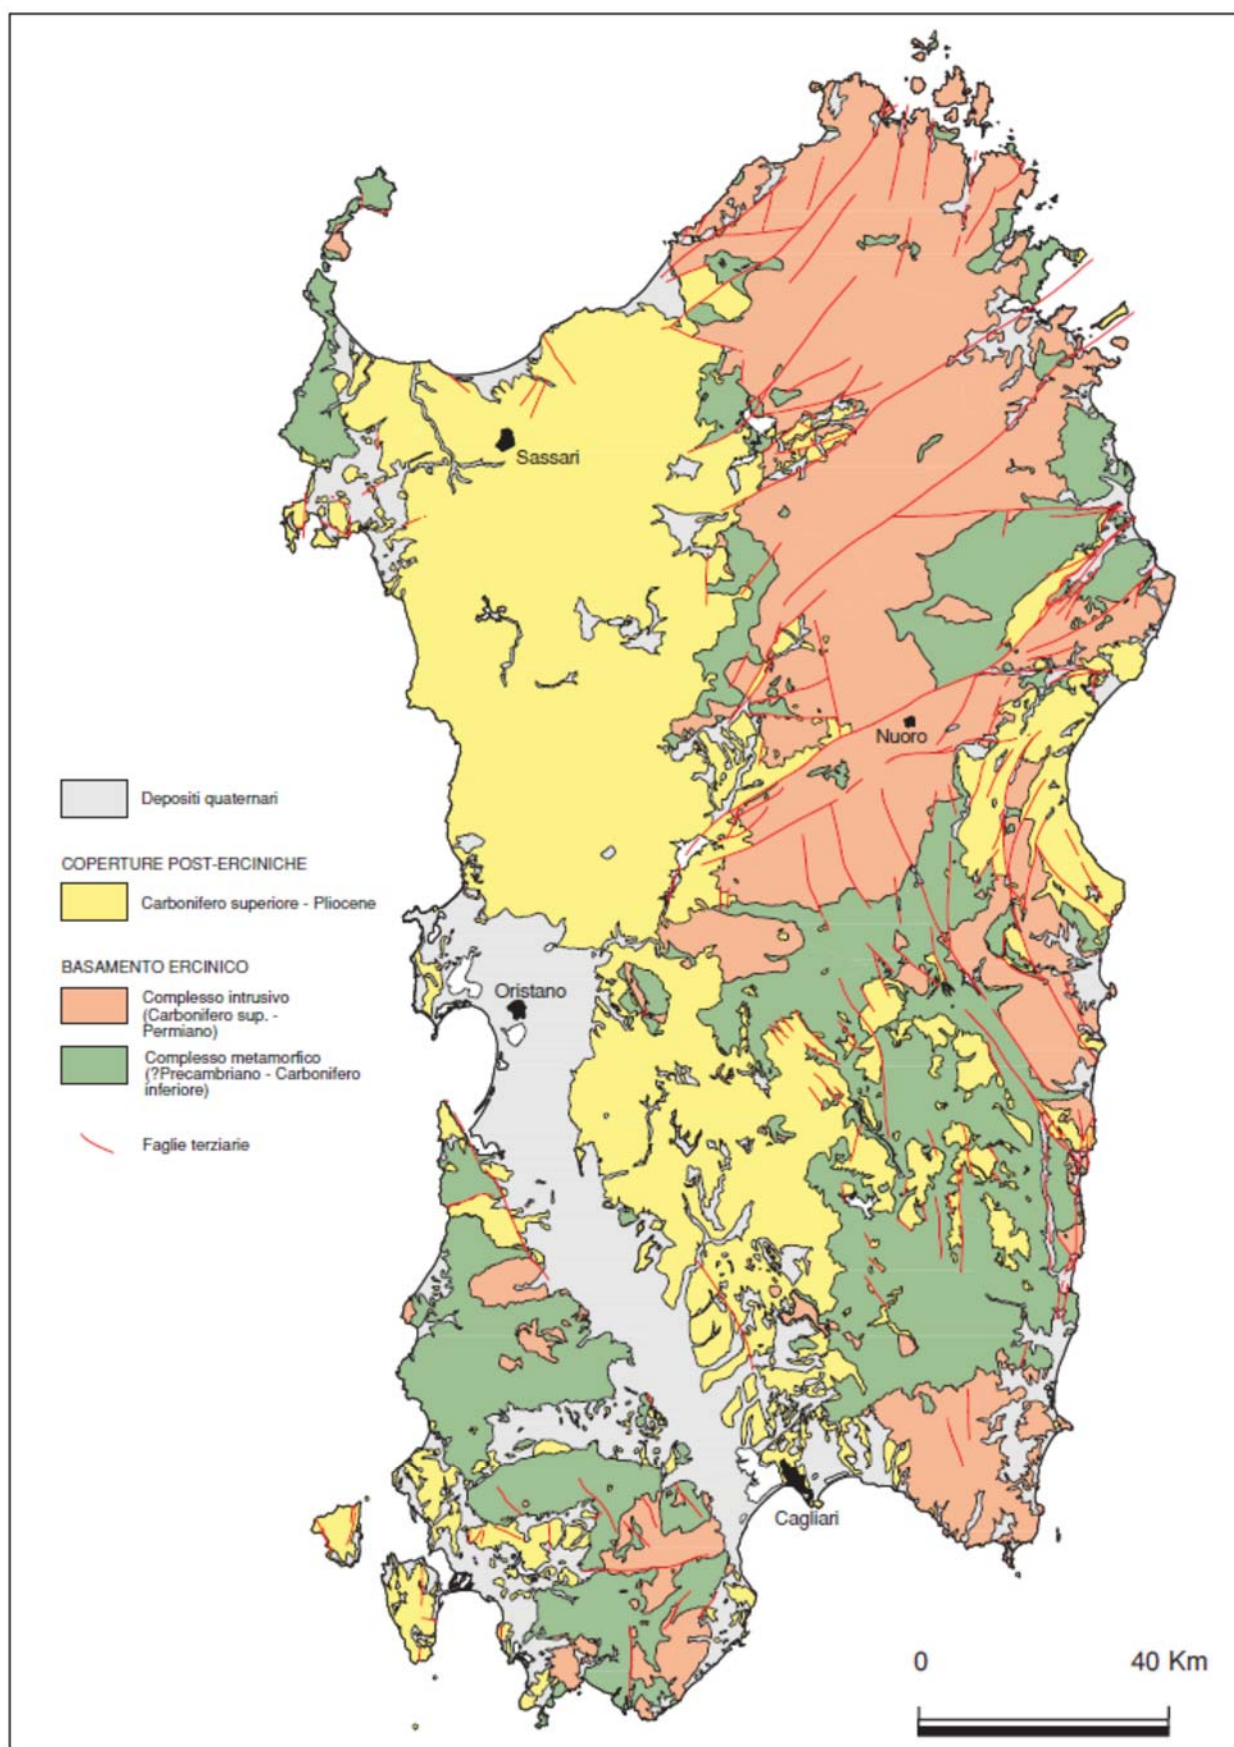 Sassari
Nuoro
Depositi quaternari
COPERTURE POST-ERCINICHE
Carbonifero superiore - Pliocene
BASAMENTO ERCINICO
Complesso intrusivo
(Carbonifero sup. -
Permiano)
Oristano
Complesso metamorfico
(?Precambriano - Carbonifero
inferiore)
Faglie terziarie
Cagliari
0 40 Km